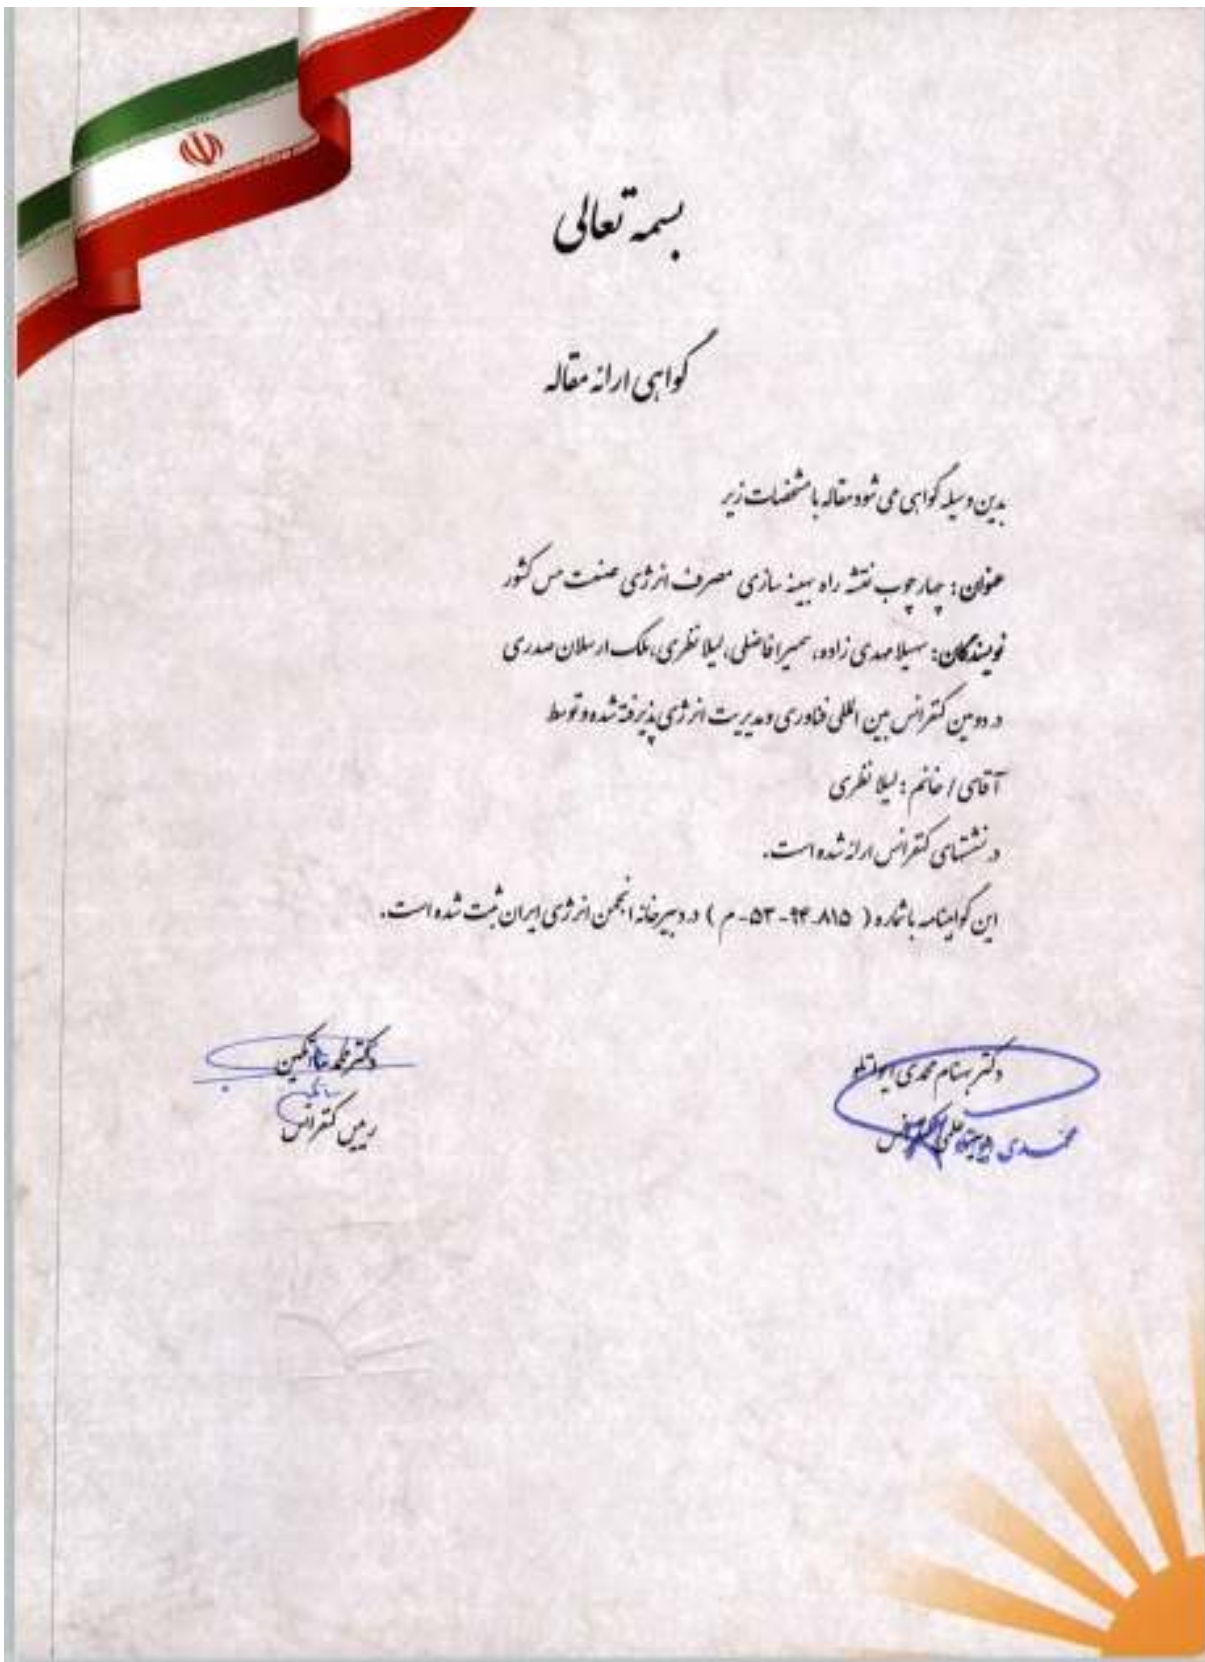 بسمه تعالی
گواهی ارائه مقاله
بدین وسیله گواهی می شود مقاله با مشخصات زیر
عنوان: چهارچوب نقشه راه بهینه سازی مصرف انرژی صنعت مس کشور
نویسندگان: سهیلا مهدی زاده، سمیرا فاضلی، لیلا نظری، ملک ارسلان صدری
در دومین کنفرانس بین المللی فناوری و مدیریت انرژی پذیرفته شده و توسط
آقای / خانم: لیلا نظری
در نشستهای کنفرانس ارائه شده است.
این گواهینامه با شماره ( ۸۱۵-۹۴-۵۳-م ) در دبیرخانه انجمن انرژی ایران ثبت شده است.
دکتر بهنام محمدی ایواتلو
دکتر
رییس کنفرانس